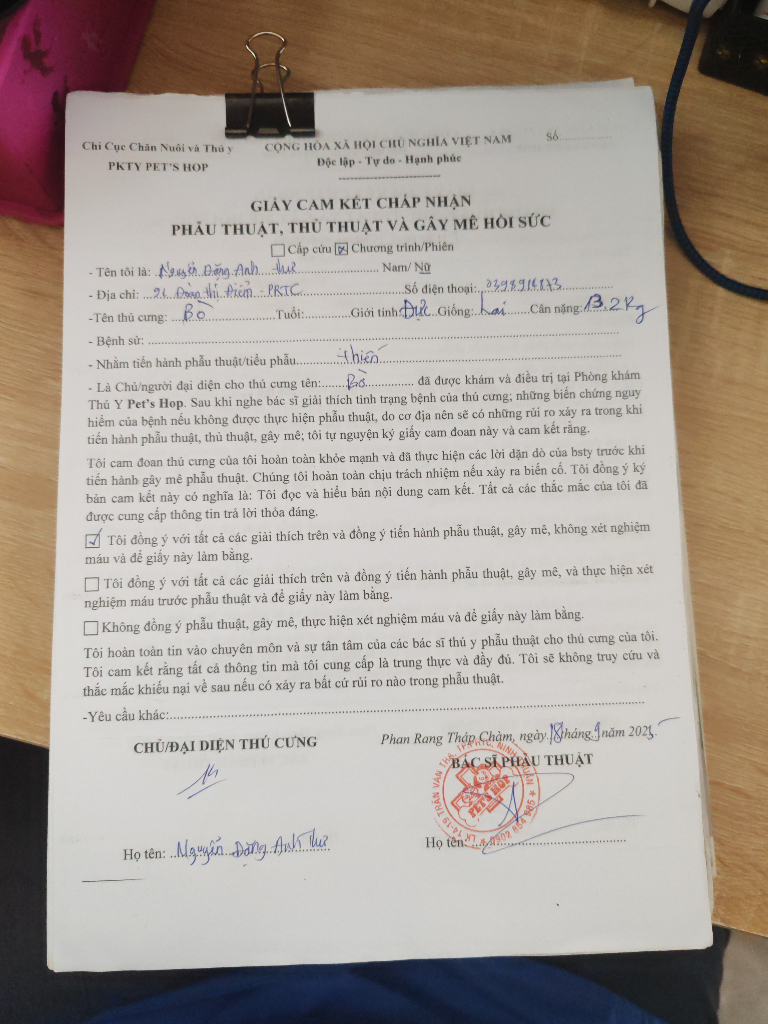 Chi Cục Chăn Nuôi và Thú y CỘNG HÒA XÃ HỘI CHỦ NGHĨA VIỆT NAM Số...............
PKTY PET'S HOP Độc lập - Tự do - Hạnh phúc
GIẤY CAM KẾT CHẤP NHẬN
PHẪU THUẬT, THỦ THUẬT VÀ GÂY MÊ HỒI SỨC
☐ Cấp cứu ☒ Chương trình/Phiên
- Tên tôi là: Nguyễn Đặng Anh Thư Nam/ Nữ
- Địa chỉ: Đoàn Thị Điểm - PRTC Số điện thoại:
-Tên thú cưng: Bò Tuổi: Giới tính: Đực Giống: Lai Cân nặng: 3.2 Kg
- Bệnh sử:
- Nhằm tiến hành phẫu thuật/tiểu phẫu thiến
- Là Chủ/người đại diện cho thú cưng tên: Bò đã được khám và điều trị tại Phòng khám
Thú Y Pet's Hop. Sau khi nghe bác sĩ giải thích tình trạng bệnh của thú cưng; những biến chứng nguy
hiểm của bệnh nếu không được thực hiện phẫu thuật, do cơ địa nên sẽ có những rủi ro xảy ra trong khi
tiến hành phẫu thuật, thủ thuật, gây mê; tôi tự nguyện ký giấy cam đoan này và cam kết rằng.
Tôi cam đoan thú cưng của tôi hoàn toàn khỏe mạnh và đã thực hiện các lời dặn dò của bsty trước khi
tiến hành gây mê phẫu thuật. Chúng tôi hoàn toàn chịu trách nhiệm nếu xảy ra biến cố. Tôi đồng ý ký
bản cam kết này có nghĩa là: Tôi đọc và hiểu bản nội dung cam kết. Tất cả các thắc mắc của tôi đã
được cung cấp thông tin trả lời thỏa đáng.
☑ Tôi đồng ý với tất cả các giải thích trên và đồng ý tiến hành phẫu thuật, gây mê, không xét nghiệm
máu và để giấy này làm bằng.
☐ Tôi đồng ý với tất cả các giải thích trên và đồng ý tiến hành phẫu thuật, gây mê, và thực hiện xét
nghiệm máu trước phẫu thuật và để giấy này làm bằng.
☐ Không đồng ý phẫu thuật, gây mê, thực hiện xét nghiệm máu và để giấy này làm bằng.
Tôi hoàn toàn tin vào chuyên môn và sự tân tâm của các bác sĩ thú y phẫu thuật cho thú cưng của tôi.
Tôi cam kết rằng tất cả thông tin mà tôi cung cấp là trung thực và đầy đủ. Tôi sẽ không truy cứu và
thắc mắc khiếu nại về sau nếu có xảy ra bất cứ rủi ro nào trong phẫu thuật.
-Yêu cầu khác:
Phan Rang Tháp Chàm, ngày 18 tháng 9 năm 2025
CHỦ/ĐẠI DIỆN THÚ CƯNG BÁC SĨ PHẪU THUẬT
PET'S HOP
Họ tên: Nguyễn Đặng Anh Thư Họ tên: